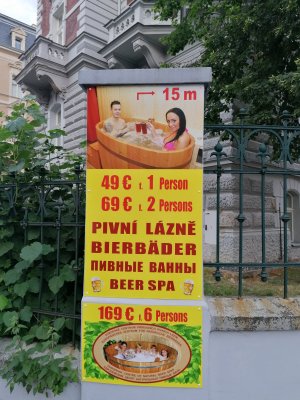 15 m
49 € f. 1 Person
69 € f. 2 Persons
PIVNÍ LÁZNĚ
BIERBÄDER
ПИВНЫЕ ВАННЫ
BEER SPA
169 € f. 6 Persons